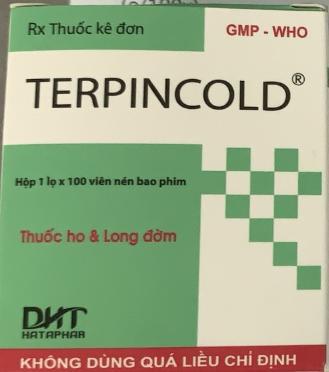 Rx Thuốc kê đơn
GMP - WHO
TERPINCOLD®
Hộp 1 lọ x 100 viên nén bao phim
Thuốc ho & Long đờm
DHT
HATAPHAR
KHÔNG DÙNG QUÁ LIỀU CHỈ ĐỊNH